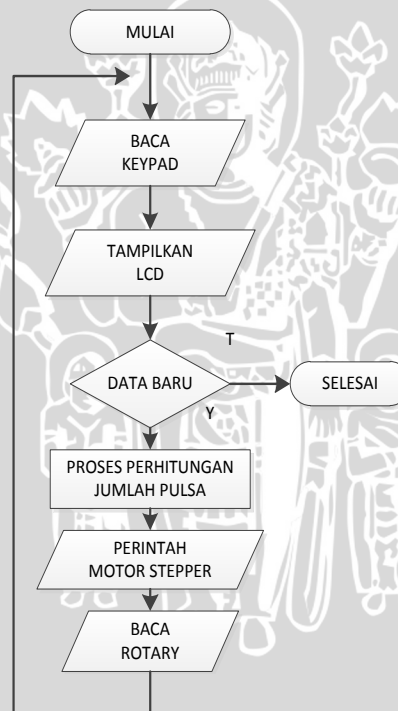 MULAI
BACA
KEYPAD
TAMPILKAN
LCD
T
DATA BARU
SELESAI
Y
PROSES PERHITUNGAN
JUMLAH PULSA
PERINTAH
MOTOR STEPPER
BACA
ROTARY